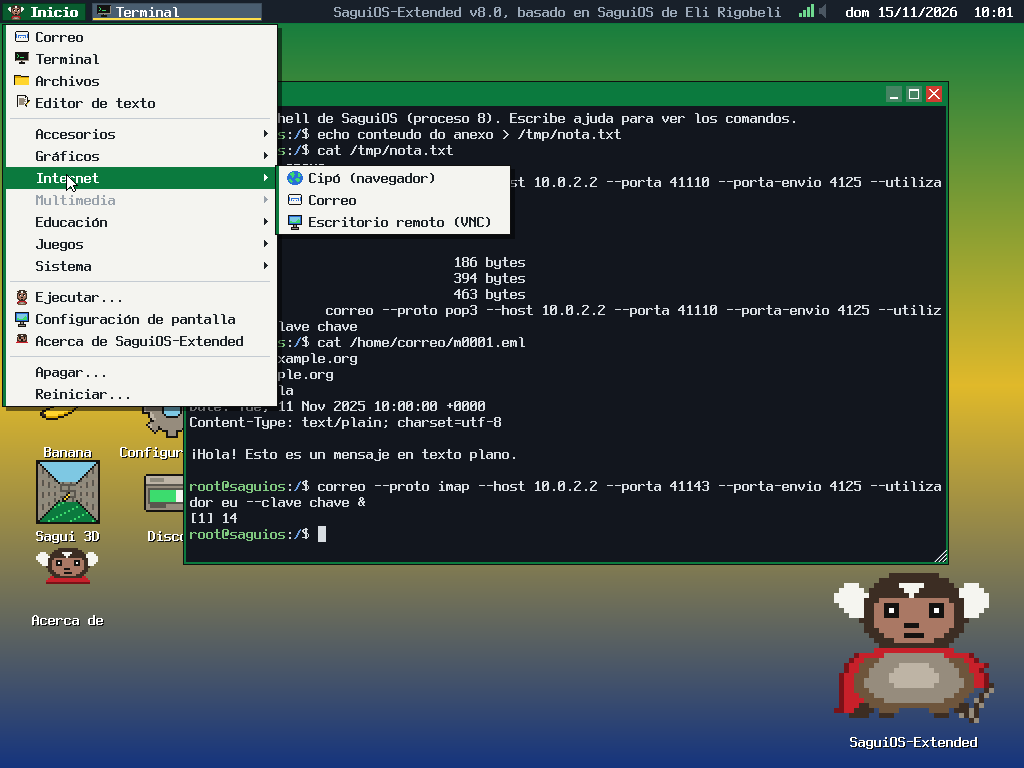 Inicio
Terminal
SaguiOS-Extended v8.0, basado en SaguiOS de Eli Rigobeli
dom 15/11/2026 10:01
Correo
Terminal
Archivos
Editor de texto
Accesorios
Gráficos
Internet
Multimedia
Educación
Juegos
Sistema
Ejecutar...
Configuración de pantalla
Acerca de SaguiOS-Extended
Apagar...
Reiniciar...
Cipó (navegador)
Correo
Escritorio remoto (VNC)
hell de SaguiOS (proceso 8). Escribe ajuda para ver los comandos.
s:/$ echo conteudo do anexo > /tmp/nota.txt
s:/$ cat /tmp/nota.txt
st 10.0.2.2 --porta 41110 --porta-envio 4125 --utiliza
186 bytes
394 bytes
463 bytes
correo --proto pop3 --host 10.0.2.2 --porta 41110 --porta-envio 4125 --utiliz
lave chave
s:/$ cat /home/correo/m0001.eml
xample.org
ple.org
la
Date: Tue, 11 Nov 2025 10:00:00 +0000
Content-Type: text/plain; charset=utf-8
¡Hola! Esto es un mensaje en texto plano.
root@saguios:/$ correo --proto imap --host 10.0.2.2 --porta 41143 --porta-envio 4125 --utiliza
dor eu --clave chave &
[1] 14
root@saguios:/$
Banana
Configur
Sagui 3D
Disco
Acerca de
SaguiOS-Extended